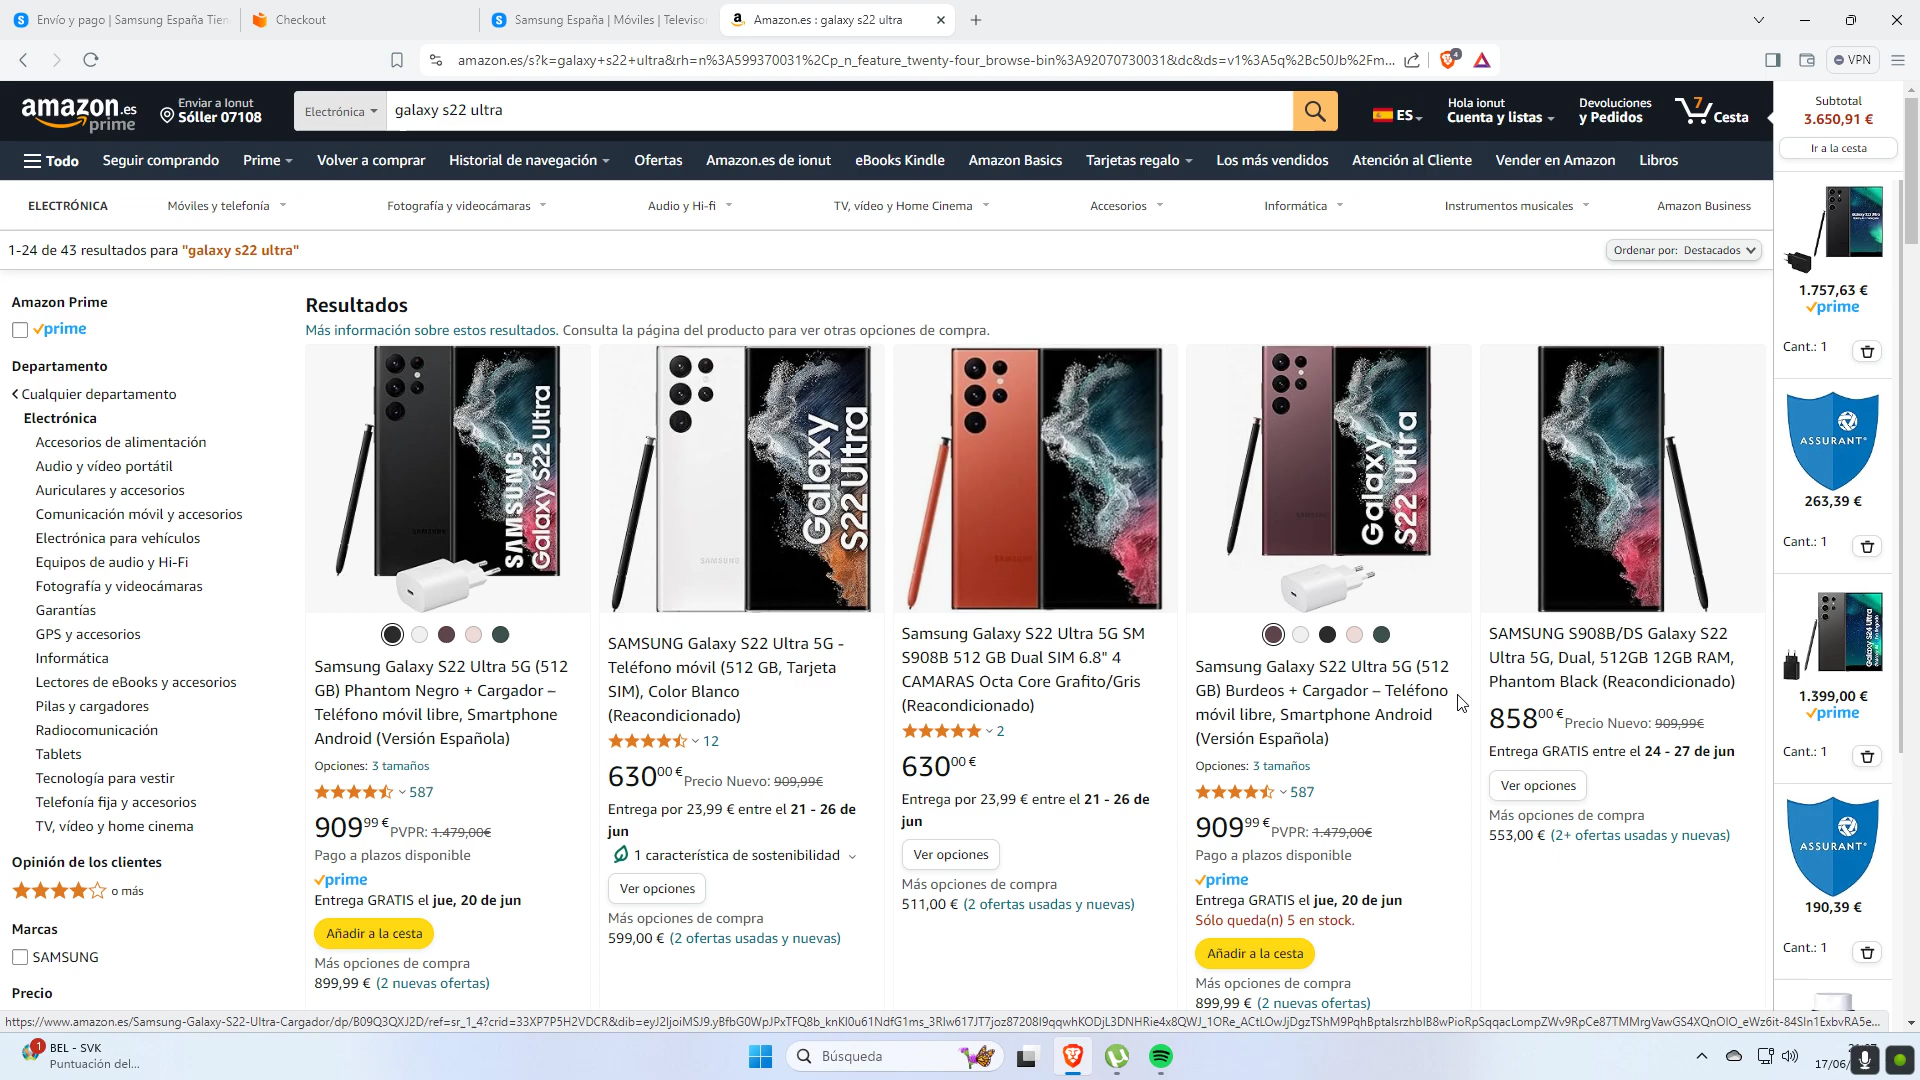 Envío y pago | Samsung España Tien
Checkout
Samsung España | Móviles | Televiso
Amazon.es : galaxy s22 ultra
amazon.es/s?k=galaxy+s22+ultra&rh=n%3A599370031%2Cp_n_feature_twenty-four_browse-bin%3A92070730031&dc&ds=v1%3A5q%2Bc50Jb%2Fm...
4
VPN
amazon.es
prime
Enviar a Ionut
Sóller 07108
Electrónica
galaxy s22 ultra
ES
Hola ionut
Cuenta y listas
Devoluciones
y Pedidos
7
Cesta
Subtotal
3.650,91 €
Ir a la cesta
Todo
Seguir comprando
Prime
Volver a comprar
Historial de navegación
Ofertas
Amazon.es de ionut
eBooks Kindle
Amazon Basics
Tarjetas regalo
Los más vendidos
Atención al Cliente
Vender en Amazon
Libros
ELECTRÓNICA
Móviles y telefonía
Fotografía y videocámaras
Audio y Hi-fi
TV, vídeo y Home Cinema
Accesorios
Informática
Instrumentos musicales
Amazon Business
1-24 de 43 resultados para "galaxy s22 ultra"
Ordenar por: Destacados
Amazon Prime
prime
Departamento
Cualquier departamento
Electrónica
Accesorios de alimentación
Audio y vídeo portátil
Auriculares y accesorios
Comunicación móvil y accesorios
Electrónica para vehículos
Equipos de audio y Hi-Fi
Fotografía y videocámaras
Garantías
GPS y accesorios
Informática
Lectores de eBooks y accesorios
Pilas y cargadores
Radiocomunicación
Tablets
Tecnología para vestir
Telefonía fija y accesorios
TV, vídeo y home cinema
Opinión de los clientes
o más
Marcas
SAMSUNG
Precio
Resultados
Más información sobre estos resultados. Consulta la página del producto para ver otras opciones de compra.
SAMSUNG
Galaxy S22 Ultra
Samsung Galaxy S22 Ultra 5G (512
GB) Phantom Negro + Cargador –
Teléfono móvil libre, Smartphone
Android (Versión Española)
Opciones: 3 tamaños
587
909,99 € PVPR: 1.479,00€
Pago a plazos disponible
prime
Entrega GRATIS el jue, 20 de jun
Añadir a la cesta
Más opciones de compra
899,99 € (2 nuevas ofertas)
SAMSUNG
Galaxy
S22 Ultra
SAMSUNG Galaxy S22 Ultra 5G -
Teléfono móvil (512 GB, Tarjeta
SIM), Color Blanco
(Reacondicionado)
12
630,00 € Precio Nuevo: 909,99€
Entrega por 23,99 € entre el 21 - 26 de
jun
1 característica de sostenibilidad
Ver opciones
Más opciones de compra
599,00 € (2 ofertas usadas y nuevas)
Samsung Galaxy S22 Ultra 5G SM
S908B 512 GB Dual SIM 6.8" 4
CAMARAS Octa Core Grafito/Gris
(Reacondicionado)
2
630,00 €
Entrega por 23,99 € entre el 21 - 26 de
jun
Ver opciones
Más opciones de compra
511,00 € (2 ofertas usadas y nuevas)
Galaxy
S22 Ultra
Samsung Galaxy S22 Ultra 5G (512
GB) Burdeos + Cargador – Teléfono
móvil libre, Smartphone Android
(Versión Española)
Opciones: 3 tamaños
587
909,99 € PVPR: 1.479,00€
Pago a plazos disponible
prime
Entrega GRATIS el jue, 20 de jun
Sólo queda(n) 5 en stock.
Añadir a la cesta
Más opciones de compra
899,99 € (2 nuevas ofertas)
SAMSUNG S908B/DS Galaxy S22
Ultra 5G, Dual, 512GB 12GB RAM,
Phantom Black (Reacondicionado)
858,00 € Precio Nuevo: 909,99€
Entrega GRATIS entre el 24 - 27 de jun
Ver opciones
Más opciones de compra
553,00 € (2+ ofertas usadas y nuevas)
1.757,63 €
prime
Cant.: 1
ASSURANT
263,39 €
Cant.: 1
1.399,00 €
prime
Cant.: 1
ASSURANT
190,39 €
Cant.: 1
1
BEL - SVK
Puntuación del...
Búsqueda
17/06/